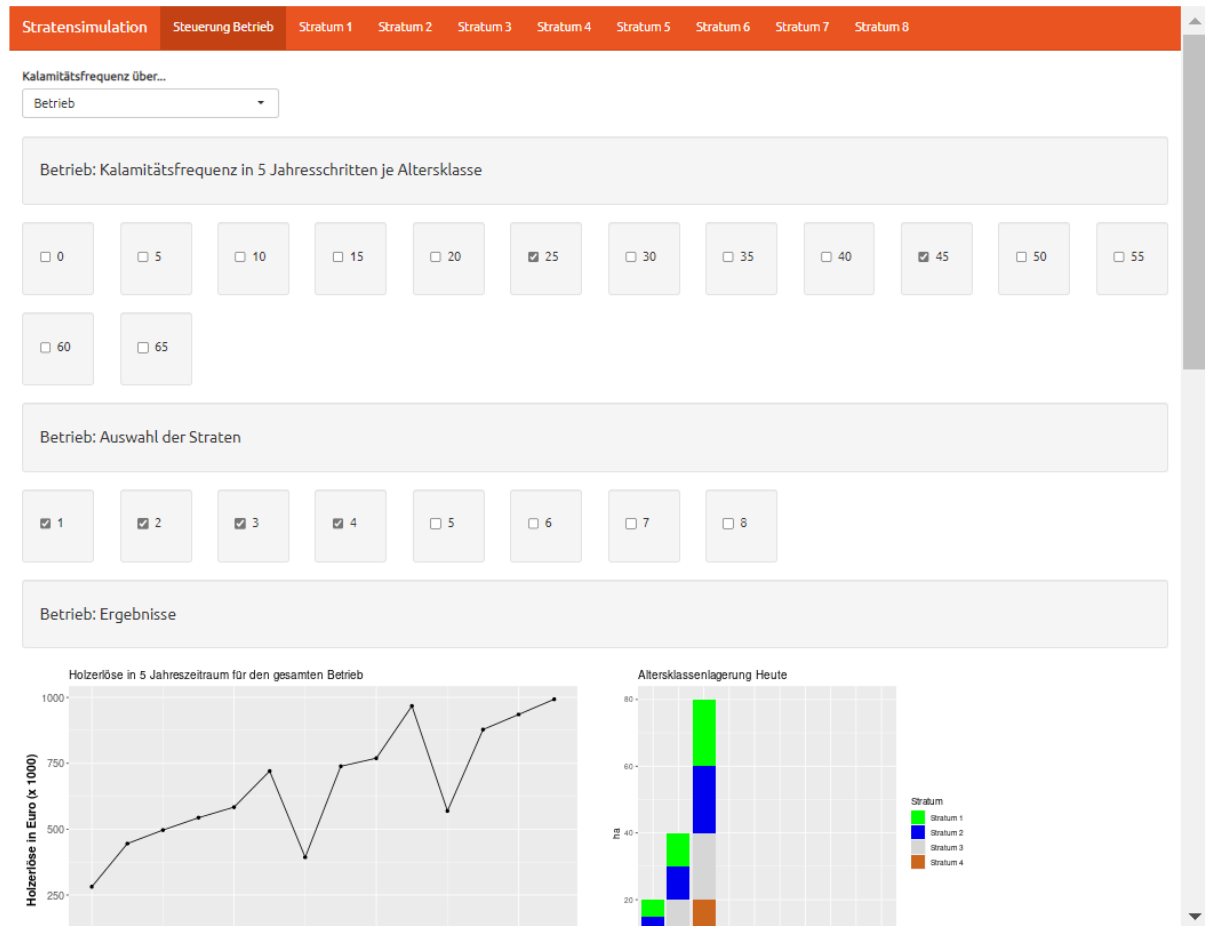 Stratensimulation Steuerung Betrieb Stratum 1 Stratum 2 Stratum 3 Stratum 4 Stratum 5 Stratum 6 Stratum 7 Stratum 8
Kalamitätsfrequenz über...
Betrieb
Betrieb: Kalamitätsfrequenz in 5 Jahresschritten je Altersklasse
0 5 10 15 20 25 30 35 40 45 50 55
60 65
Betrieb: Auswahl der Straten
1 2 3 4 5 6 7 8
Betrieb: Ergebnisse
Holzerlöse in 5 Jahreszeitraum für den gesamten Betrieb
1000
750
500
250
Holzerlöse in Euro (x 1000)
Altersklassenlagerung Heute
80
60
40
20
ha
Stratum
Stratum 1
Stratum 2
Stratum 3
Stratum 4